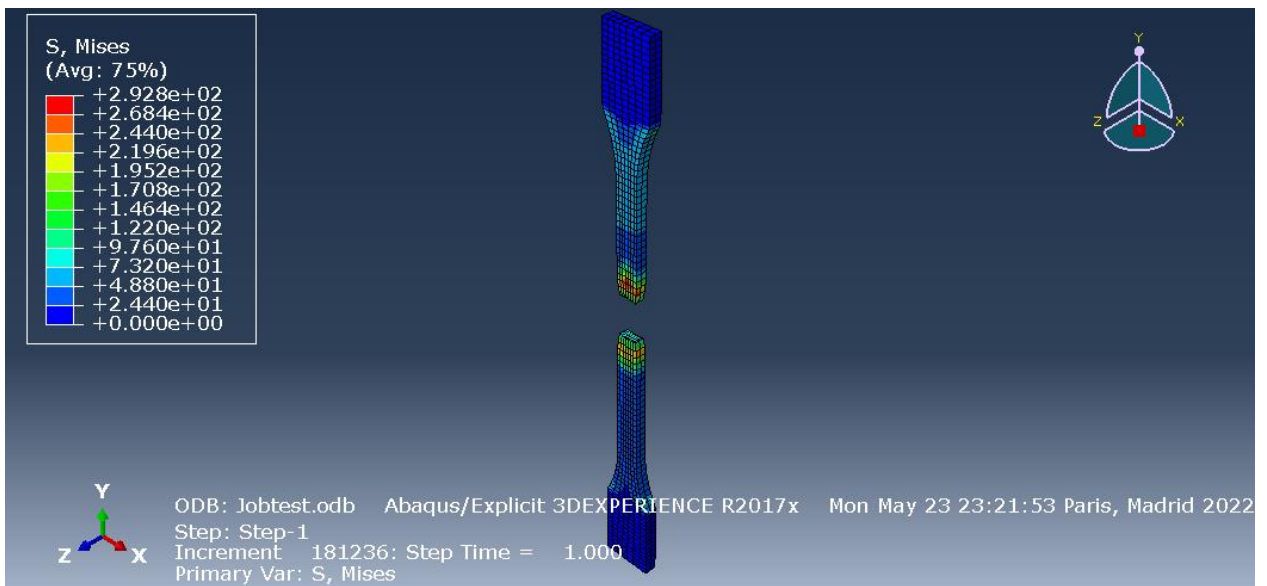 S, Mises
(Avg: 75%)
+2.928e+02
+2.684e+02
+2.440e+02
+2.196e+02
+1.952e+02
+1.708e+02
+1.464e+02
+1.220e+02
+9.760e+01
+7.320e+01
+4.880e+01
+2.440e+01
+0.000e+00
Y
Z
X
Y
Z
X
ODB: Jobtest.odb Abaqus/Explicit 3DEXPERIENCE R2017x Mon May 23 23:21:53 Paris, Madrid 2022
Step: Step-1
Increment 181236: Step Time = 1.000
Primary Var: S, Mises